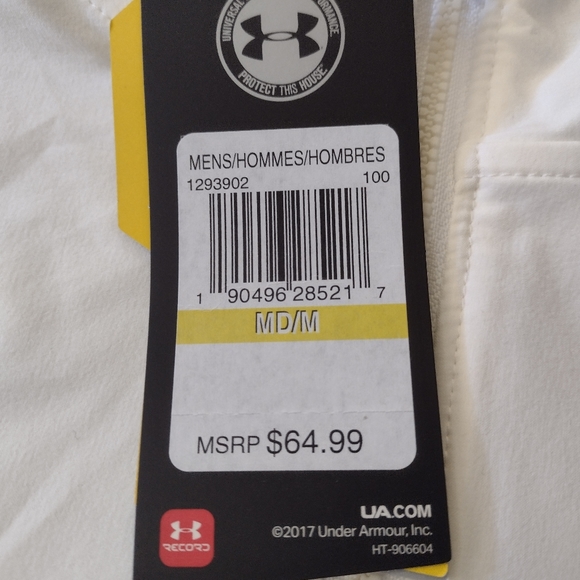 UNIVERSAL
PROTECT THIS HOUSE
MENS/HOMMES/HOMBRES
1293902 100
1 90496 28521 7
MD/M
MSRP $64.99
RECORD
UA.COM
©2017 Under Armour, Inc.
HT-906604